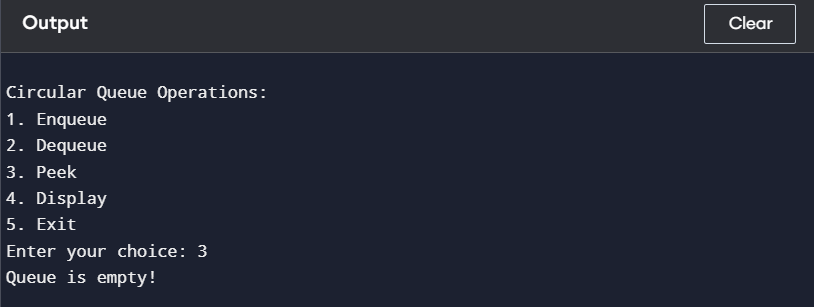 Output
Clear
Circular Queue Operations:
1. Enqueue
2. Dequeue
3. Peek
4. Display
5. Exit
Enter your choice: 3
Queue is empty!